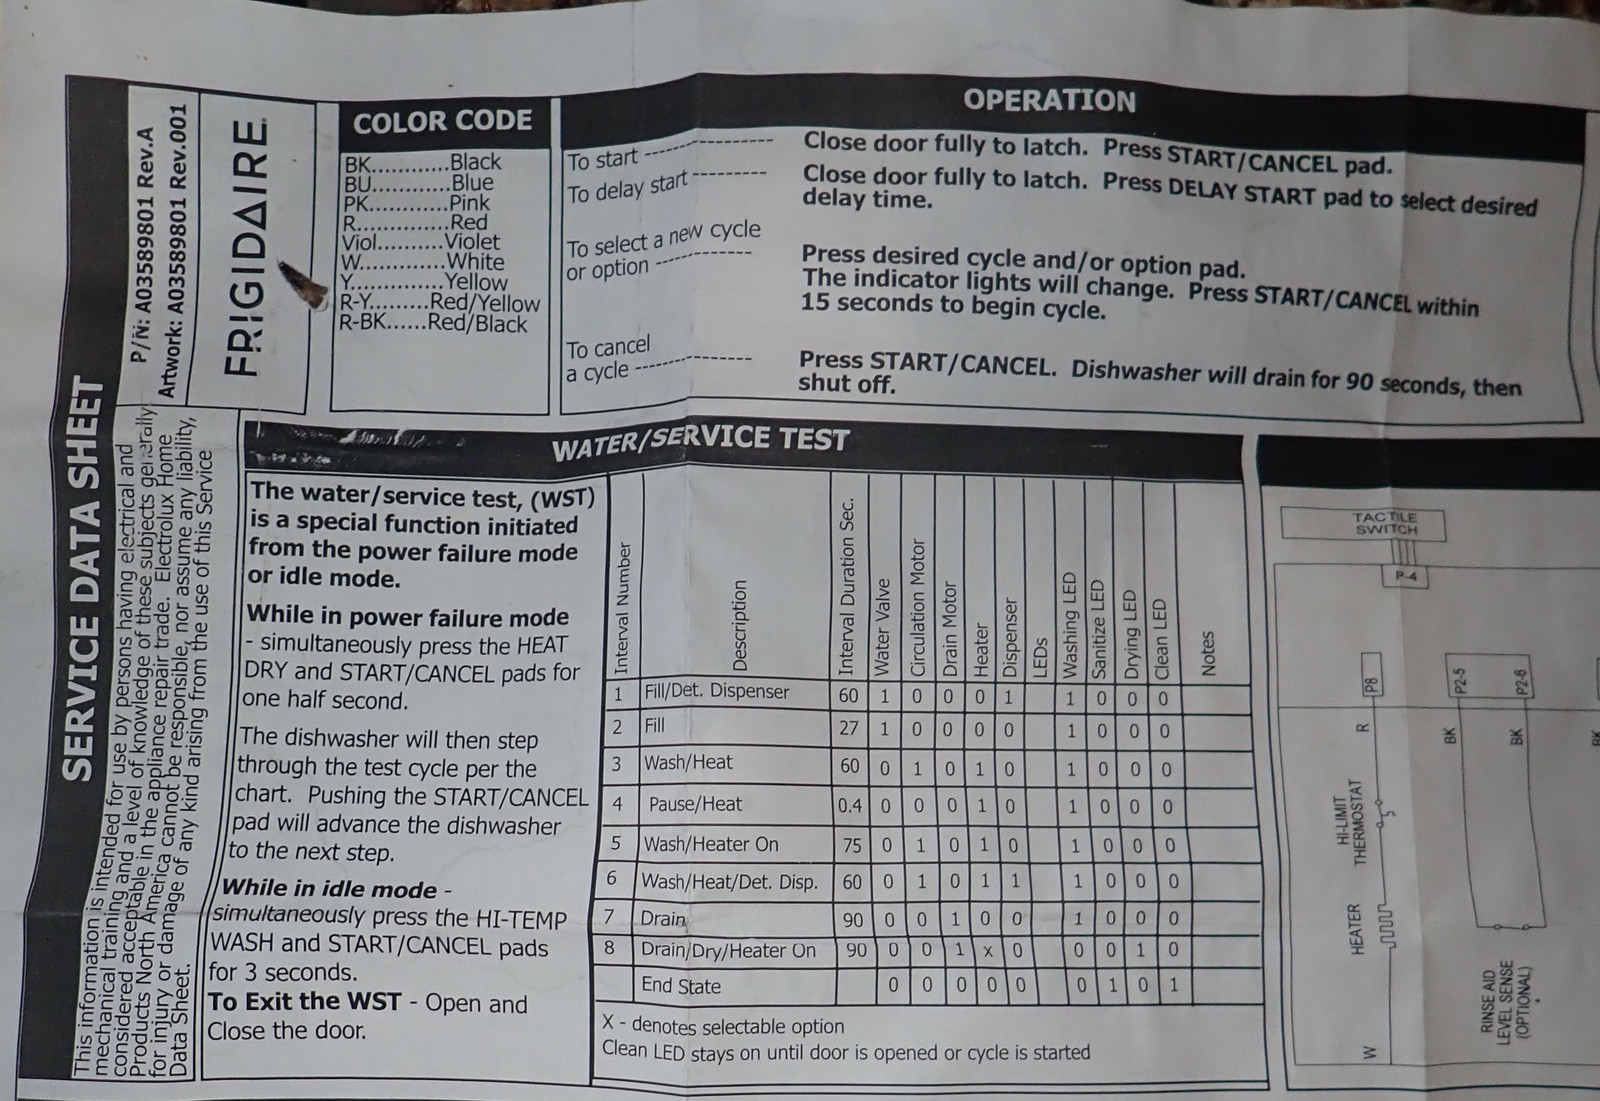 SERVICE DATA SHEET
P/N: A03589801 Rev.A
Artwork: A03589801 Rev.001
This information is intended for use by persons having electrical and
mechanical training and a level of knowledge of these subjects generally
considered acceptable in the appliance repair trade. Electrolux Home
Products North America cannot be responsible, nor assume any liability,
for injury or damage of any kind arising from the use of this Service
Data Sheet.
FRIGIDAIRE
COLOR CODE
BK...........Black
BU...........Blue
PK...........Pink
R.............Red
Viol..........Violet
W.............White
Y..............Yellow
R-Y........Red/Yellow
R-BK......Red/Black
OPERATION
To start -------------- Close door fully to latch. Press START/CANCEL pad.
To delay start --------- Close door fully to latch. Press DELAY START pad to select desired
delay time.
To select a new cycle
or option ------------ Press desired cycle and/or option pad.
The indicator lights will change. Press START/CANCEL within
15 seconds to begin cycle.
To cancel
a cycle -------------- Press START/CANCEL. Dishwasher will drain for 90 seconds, then
shut off.
WATER/SERVICE TEST
The water/service test, (WST)
is a special function initiated
from the power failure mode
or idle mode.
While in power failure mode
- simultaneously press the HEAT
DRY and START/CANCEL pads for
one half second.
The dishwasher will then step
through the test cycle per the
chart. Pushing the START/CANCEL
pad will advance the dishwasher
to the next step.
While in idle mode -
simultaneously press the HI-TEMP
WASH and START/CANCEL pads
for 3 seconds.
To Exit the WST - Open and
Close the door.
Interval Number Description Interval Duration Sec. Water Valve Circulation Motor Drain Motor Heater Dispenser LEDs Washing LED Sanitize LED Drying LED Clean LED Notes
1 Fill/Det. Dispenser 60 1 0 0 0 1 1 0 0 0
2 Fill 27 1 0 0 0 0 1 0 0 0
3 Wash/Heat 60 0 1 0 1 0 1 0 0 0
4 Pause/Heat 0.4 0 0 0 1 0 1 0 0 0
5 Wash/Heater On 75 0 1 0 1 0 1 0 0 0
6 Wash/Heat/Det. Disp. 60 0 1 0 1 1 1 0 0 0
7 Drain 90 0 0 1 0 0 1 0 0 0
8 Drain/Dry/Heater On 90 0 0 1 x 0 0 0 1 0
End State 0 0 0 0 0 0 1 0 1
X - denotes selectable option
Clean LED stays on until door is opened or cycle is started
TACTILE
SWITCH
P-4
P8
P2-5
P2-6
R
BK
BK
BK
HI-LIMIT
THERMOSTAT
HEATER
W
RINSE AID
LEVEL SENSE
(OPTIONAL)